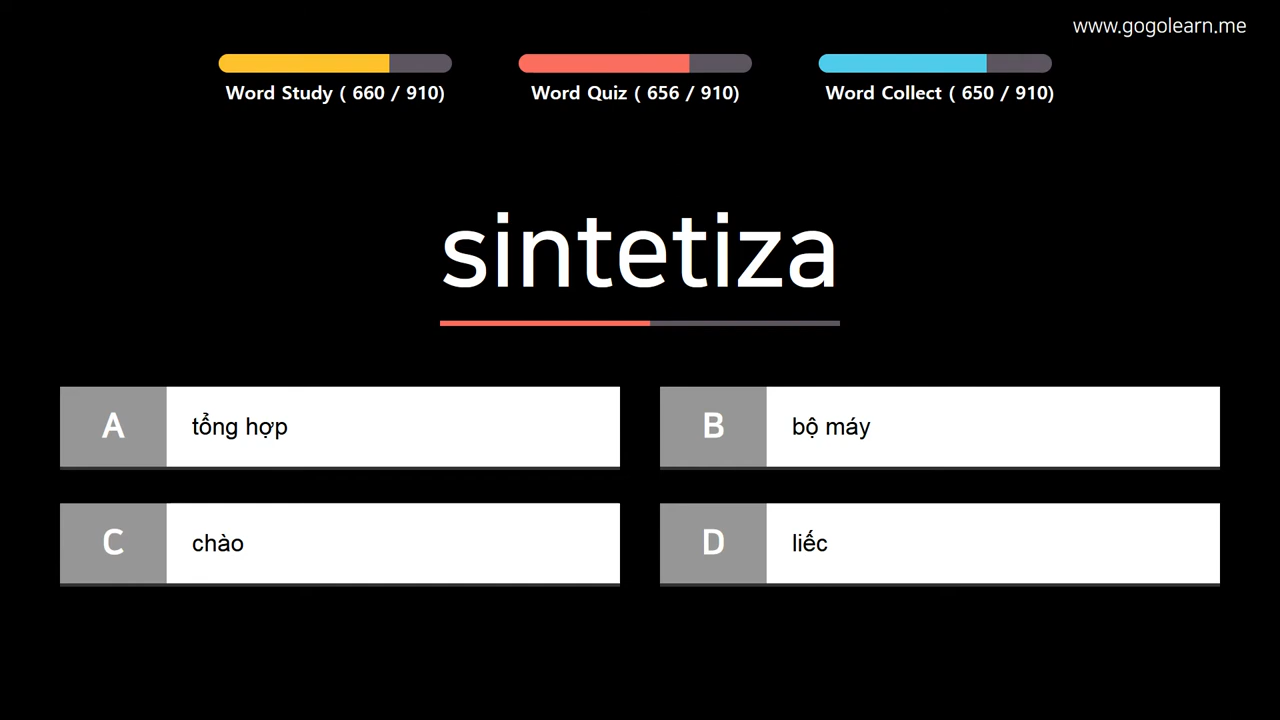 www.gogolearn.me
Word Study ( 660 / 910)
Word Quiz ( 656 / 910)
Word Collect ( 650 / 910)
sintetiza
A
tổng hợp
B
bộ máy
C
chào
D
liếc